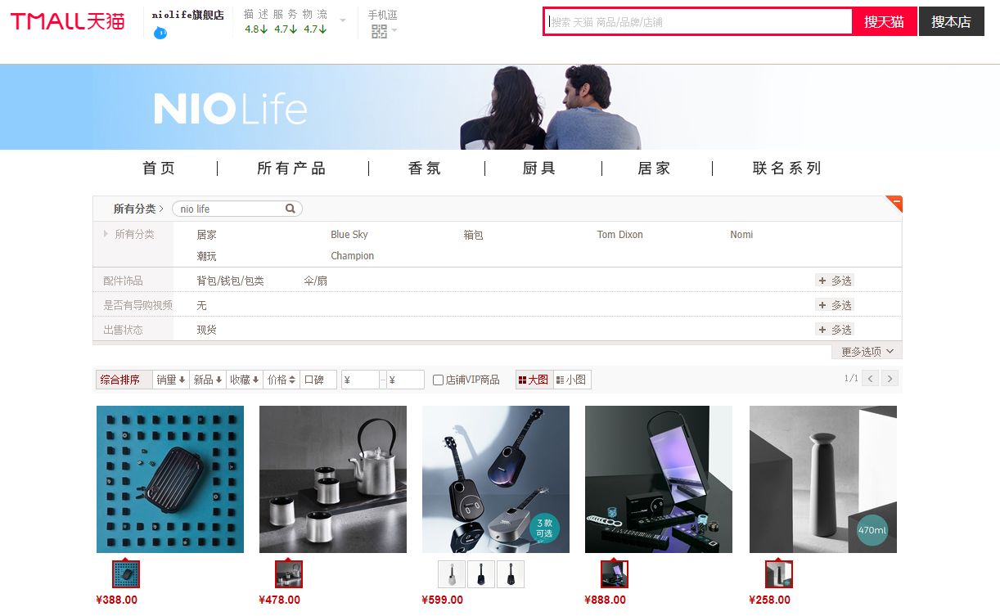 TMALL天猫
niolife旗舰店
描 述 服 务 物 流
4.8↓ 4.7↓ 4.7↓
手机逛
搜索 天猫 商品/品牌/店铺
搜天猫
搜本店
NIO Life
首页 | 所有产品 | 香氛 | 厨具 | 居家 | 联名系列
所有分类 > nio life
所有分类 居家 Blue Sky 箱包 Tom Dixon Nomi
潮玩 Champion
配件饰品 背包/钱包/包类 伞/扇 + 多选
是否有导购视频 无 + 多选
出售状态 现货 + 多选
更多选项
综合排序 销量 新品 收藏 价格 口碑 ¥ – ¥ 店铺VIP商品 大图 小图 1/1 < >
3款
可选
470ml
¥388.00 ¥478.00 ¥599.00 ¥888.00 ¥258.00